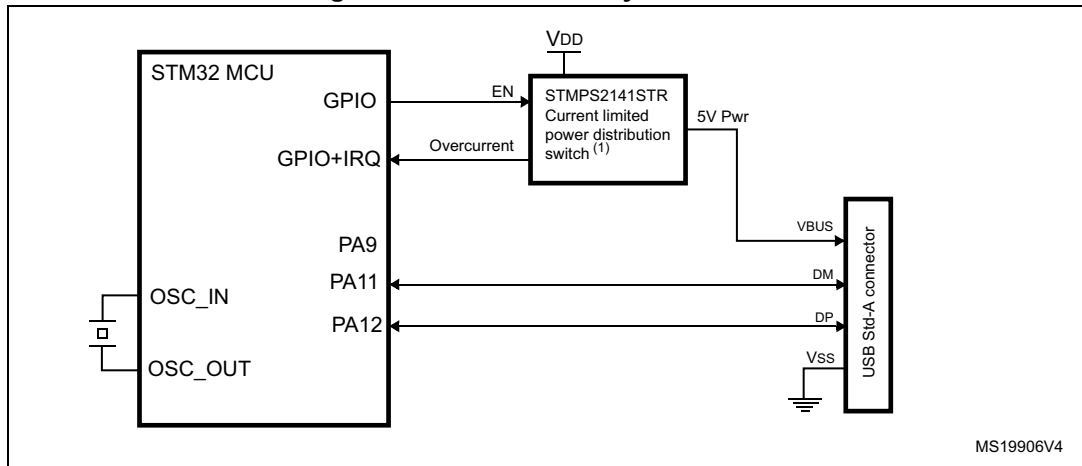 VDD
STM32 MCU
GPIO
EN
STMPS2141STR
Current limited
power distribution
switch (1)
5V Pwr
Overcurrent
GPIO+IRQ
VBUS
PA9
DM
PA11
OSC_IN
DP
PA12
USB Std-A connector
VSS
OSC_OUT
MS19906V4